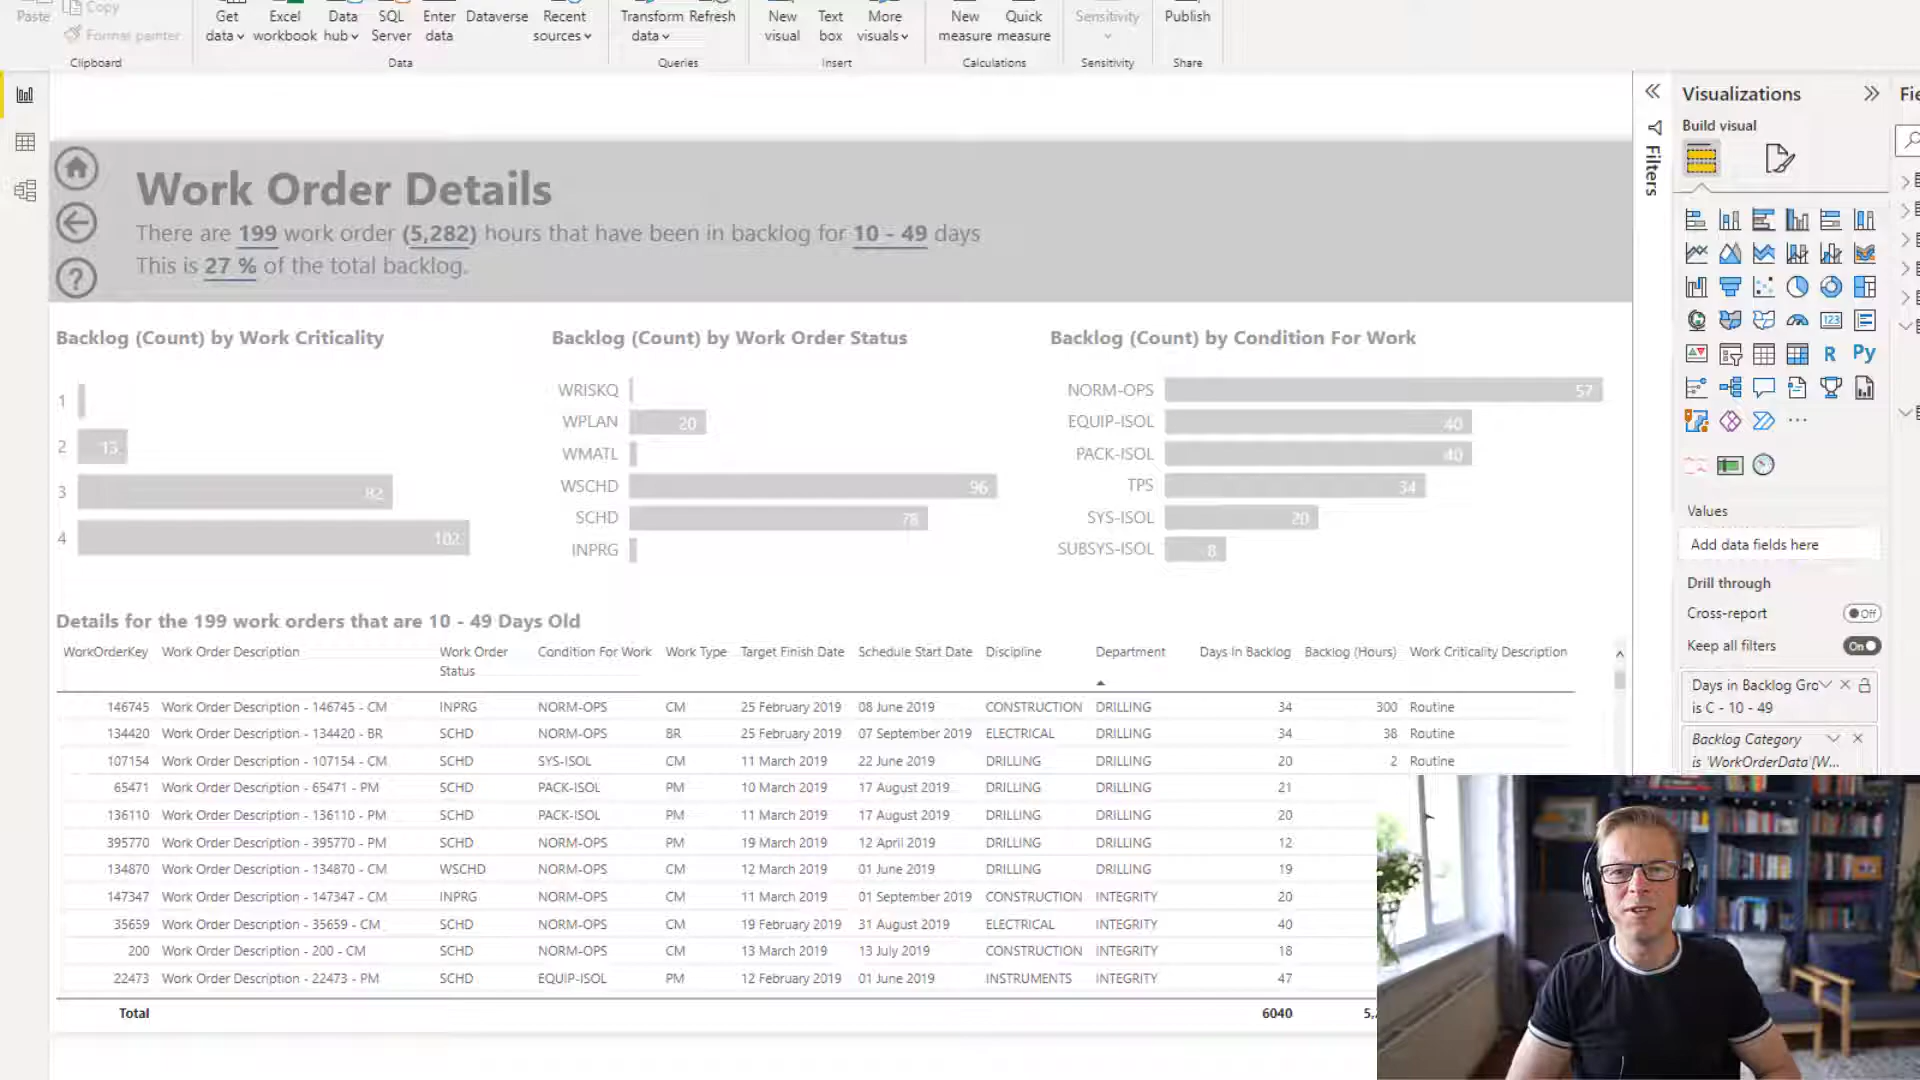 Paste Copy
Format painter
Clipboard
Get data Excel workbook Data hub SQL Server Enter data Dataverse Recent sources
Data
Transform data Refresh
Queries
New visual Text box More visuals
Insert
New measure Quick measure
Calculations
Sensitivity
Sensitivity
Publish
Share
Work Order Details
There are 199 work order (5,282) hours that have been in backlog for 10 - 49 days
This is 27 % of the total backlog.
?
Backlog (Count) by Work Criticality
1
2 15
3 82
4 102
Backlog (Count) by Work Order Status
WRISKQ
WPLAN 20
WMATL
WSCHD 96
SCHD 78
INPRG
Backlog (Count) by Condition For Work
NORM-OPS 57
EQUIP-ISOL 40
PACK-ISOL 40
TPS 34
SYS-ISOL 20
SUBSYS-ISOL 8
Details for the 199 work orders that are 10 - 49 Days Old
WorkOrderKey Work Order Description Work Order Status Condition For Work Work Type Target Finish Date Schedule Start Date Discipline Department Days In Backlog Backlog (Hours) Work Criticality Description
146745 Work Order Description - 146745 - CM INPRG NORM-OPS CM 25 February 2019 08 June 2019 CONSTRUCTION DRILLING 34 300 Routine
134420 Work Order Description - 134420 - BR SCHD NORM-OPS BR 25 February 2019 07 September 2019 ELECTRICAL DRILLING 34 38 Routine
107154 Work Order Description - 107154 - CM SCHD SYS-ISOL CM 11 March 2019 22 June 2019 DRILLING DRILLING 20 2 Routine
65471 Work Order Description - 65471 - PM SCHD PACK-ISOL PM 10 March 2019 17 August 2019 DRILLING DRILLING 21
136110 Work Order Description - 136110 - PM SCHD PACK-ISOL PM 11 March 2019 17 August 2019 DRILLING DRILLING 20
395770 Work Order Description - 395770 - PM SCHD NORM-OPS PM 19 March 2019 12 April 2019 DRILLING DRILLING 12
134870 Work Order Description - 134870 - CM WSCHD NORM-OPS CM 12 March 2019 01 June 2019 DRILLING DRILLING 19
147347 Work Order Description - 147347 - CM INPRG NORM-OPS CM 11 March 2019 01 September 2019 CONSTRUCTION INTEGRITY 20
35659 Work Order Description - 35659 - CM SCHD NORM-OPS CM 19 February 2019 31 August 2019 ELECTRICAL INTEGRITY 40
200 Work Order Description - 200 - CM SCHD NORM-OPS CM 13 March 2019 13 July 2019 CONSTRUCTION INTEGRITY 18
22473 Work Order Description - 22473 - PM SCHD EQUIP-ISOL PM 12 February 2019 01 June 2019 INSTRUMENTS INTEGRITY 47
Total 6040
Filters
Visualizations
Build visual
123
R Py
Values
Add data fields here
Drill through
Cross-report Off
Keep all filters On
Days in Backlog Gro
is C - 10 - 49
Backlog Category
is 'WorkOrderData'[W...